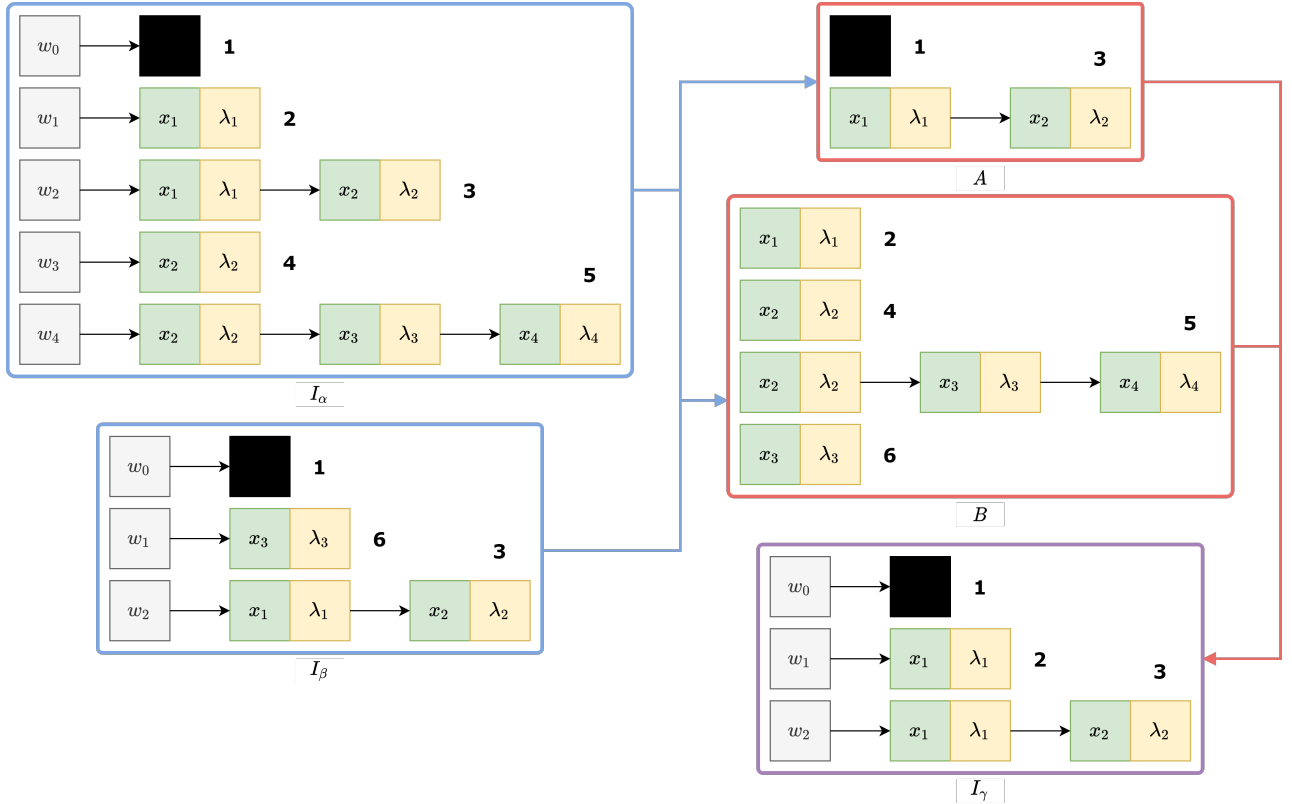 w₀ 1
w₁ x₁ λ₁ 2
w₂ x₁ λ₁ x₂ λ₂ 3
w₃ x₂ λ₂ 4
5
w₄ x₂ λ₂ x₃ λ₃ x₄ λ₄
I_α
w₀ 1
w₁ x₃ λ₃ 6
3
w₂ x₁ λ₁ x₂ λ₂
I_β
1
3
x₁ λ₁ x₂ λ₂
A
x₁ λ₁ 2
x₂ λ₂ 4
5
x₂ λ₂ x₃ λ₃ x₄ λ₄
x₃ λ₃ 6
B
w₀ 1
w₁ x₁ λ₁ 2
3
w₂ x₁ λ₁ x₂ λ₂
I_γ